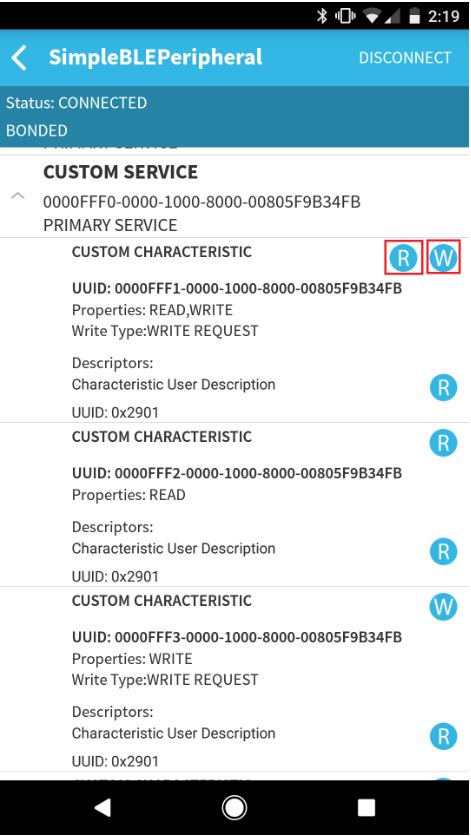 2:19
SimpleBLEPeripheral DISCONNECT
Status: CONNECTED
BONDED
CUSTOM SERVICE
0000FFF0-0000-1000-8000-00805F9B34FB
PRIMARY SERVICE
CUSTOM CHARACTERISTIC R W
UUID: 0000FFF1-0000-1000-8000-00805F9B34FB
Properties: READ,WRITE
Write Type:WRITE REQUEST
Descriptors:
Characteristic User Description R
UUID: 0x2901
CUSTOM CHARACTERISTIC R
UUID: 0000FFF2-0000-1000-8000-00805F9B34FB
Properties: READ
Descriptors:
Characteristic User Description R
UUID: 0x2901
CUSTOM CHARACTERISTIC W
UUID: 0000FFF3-0000-1000-8000-00805F9B34FB
Properties: WRITE
Write Type:WRITE REQUEST
Descriptors:
Characteristic User Description R
UUID: 0x2901